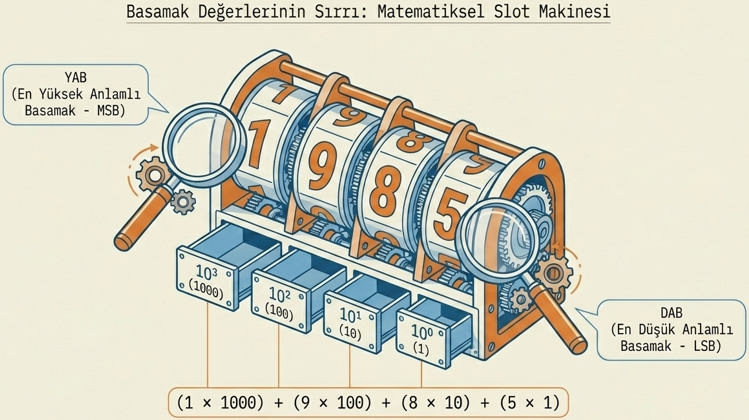 Basamak Değerlerinin Sırrı: Matematiksel Slot Makinesi
YAB
(En Yüksek Anlamlı
Basamak - MSB)
1 9 8 5
10³
(1000)
10²
(100)
10¹
(10)
10⁰
(1)
DAB
(En Düşük Anlamlı
Basamak - LSB)
(1 × 1000) + (9 × 100) + (8 × 10) + (5 × 1)